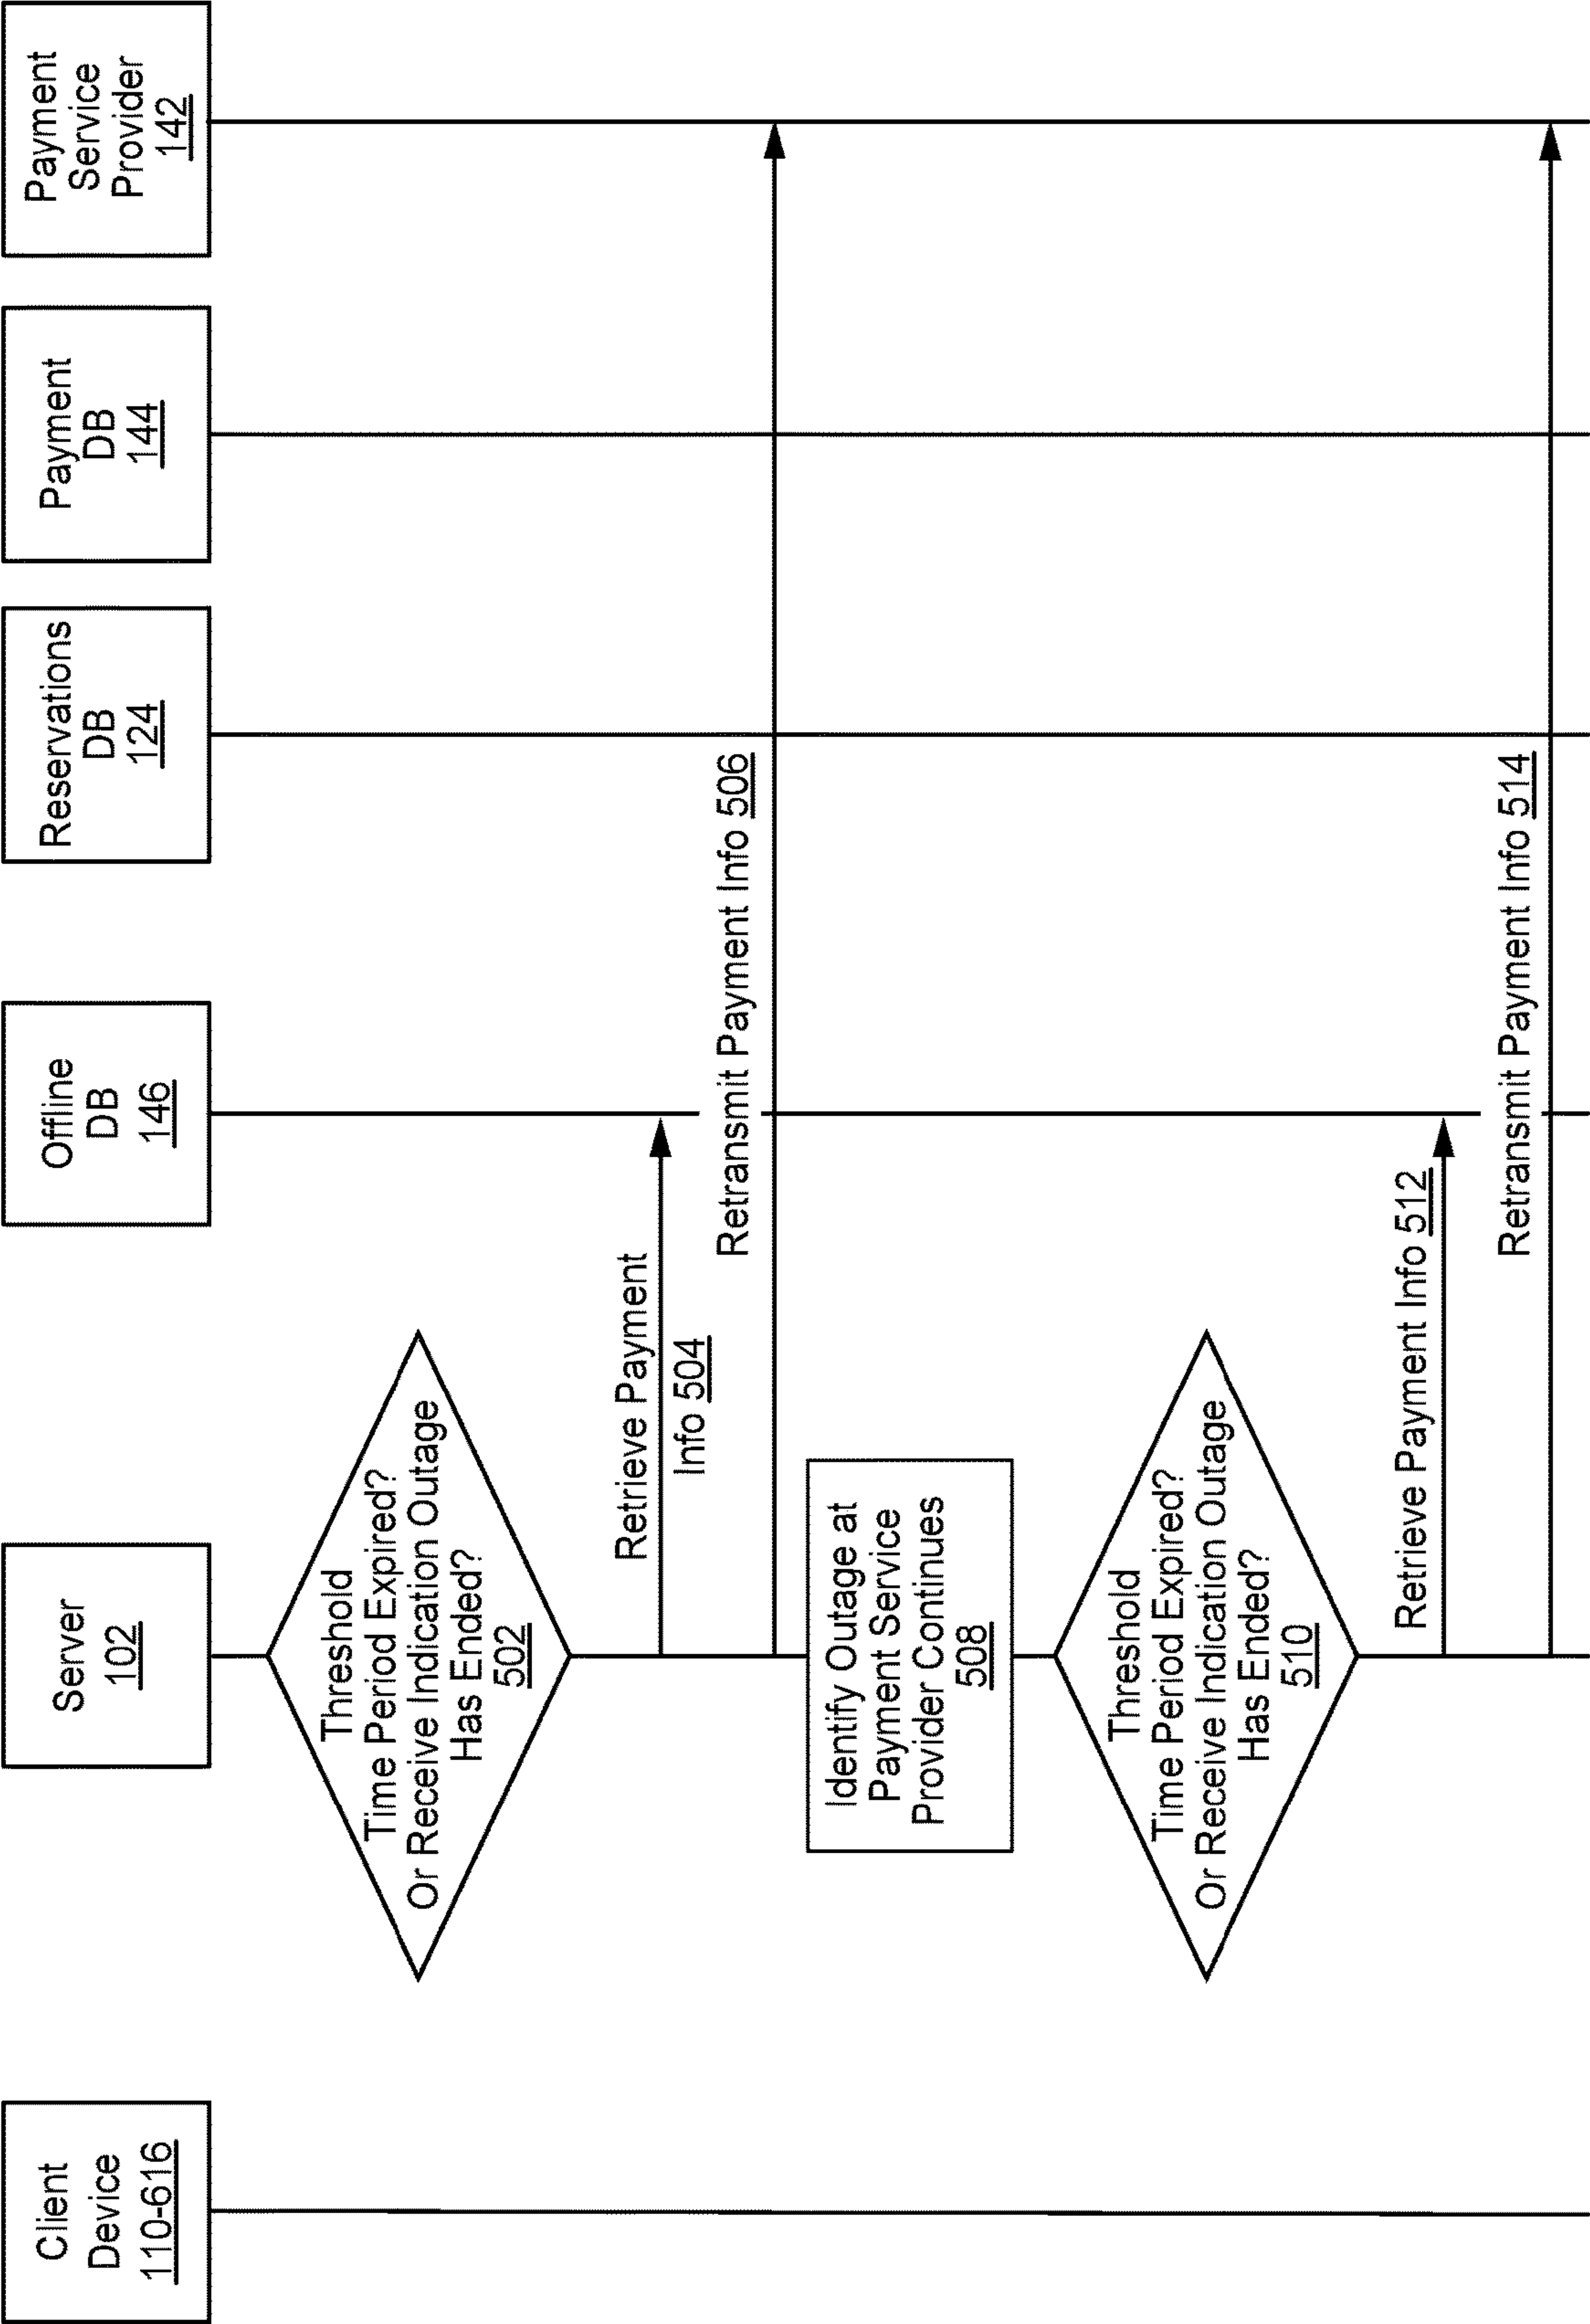 Client
Device
110-616
Server
102
Offline
DB
146
Reservations
DB
124
Payment
DB
144
Payment
Service
Provider
142
Threshold
Time Period Expired?
Or Receive Indication Outage
Has Ended?
502
Retrieve Payment
Info 504
Retransmit Payment Info 506
Identify Outage at
Payment Service
Provider Continues
508
Threshold
Time Period Expired?
Or Receive Indication Outage
Has Ended?
510
Retrieve Payment Info 512
Retransmit Payment Info 514